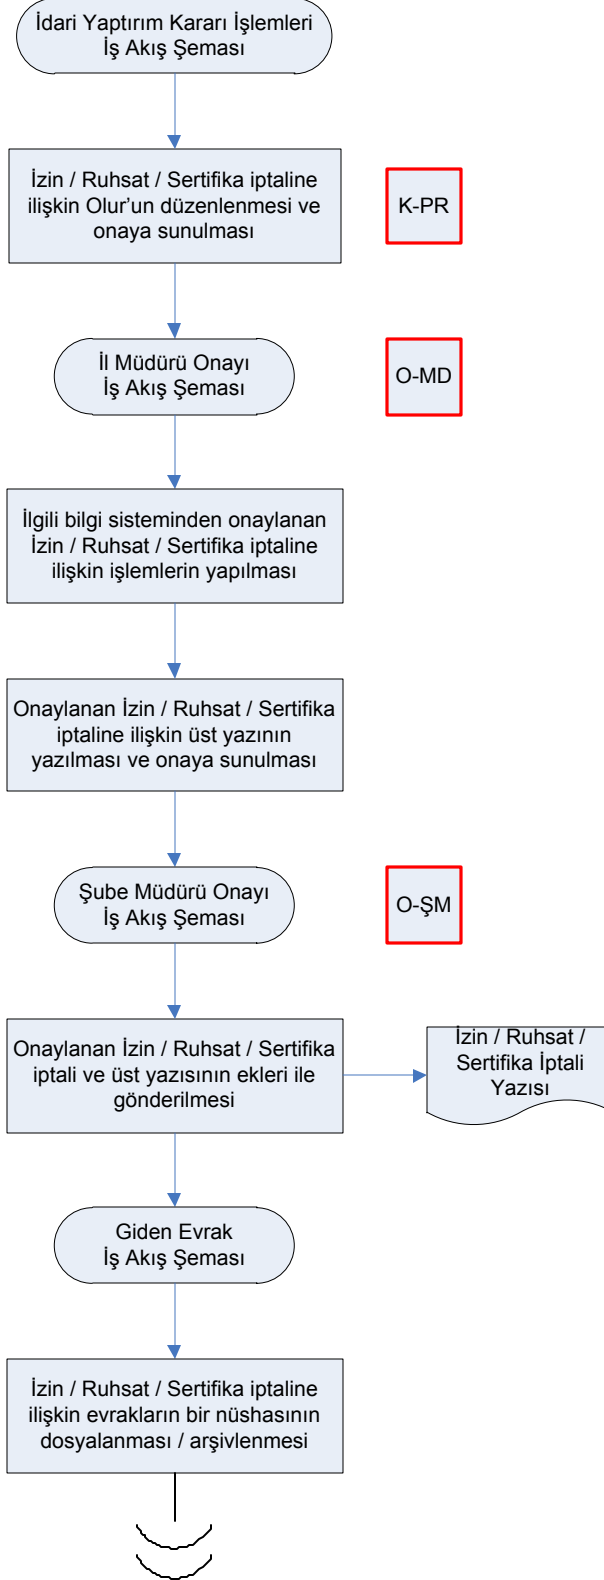 İdari Yaptırım Kararı İşlemleri
İş Akış Şeması
İzin / Ruhsat / Sertifika iptaline
ilişkin Olur’un düzenlenmesi ve
onaya sunulması
K-PR
İl Müdürü Onayı
İş Akış Şeması
O-MD
İlgili bilgi sisteminden onaylanan
İzin / Ruhsat / Sertifika iptaline
ilişkin işlemlerin yapılması
Onaylanan İzin / Ruhsat / Sertifika
iptaline ilişkin üst yazının
yazılması ve onaya sunulması
Şube Müdürü Onayı
İş Akış Şeması
O-ŞM
Onaylanan İzin / Ruhsat / Sertifika
iptali ve üst yazısının ekleri ile
gönderilmesi
İzin / Ruhsat /
Sertifika İptali
Yazısı
Giden Evrak
İş Akış Şeması
İzin / Ruhsat / Sertifika iptaline
ilişkin evrakların bir nüshasının
dosyalanması / arşivlenmesi